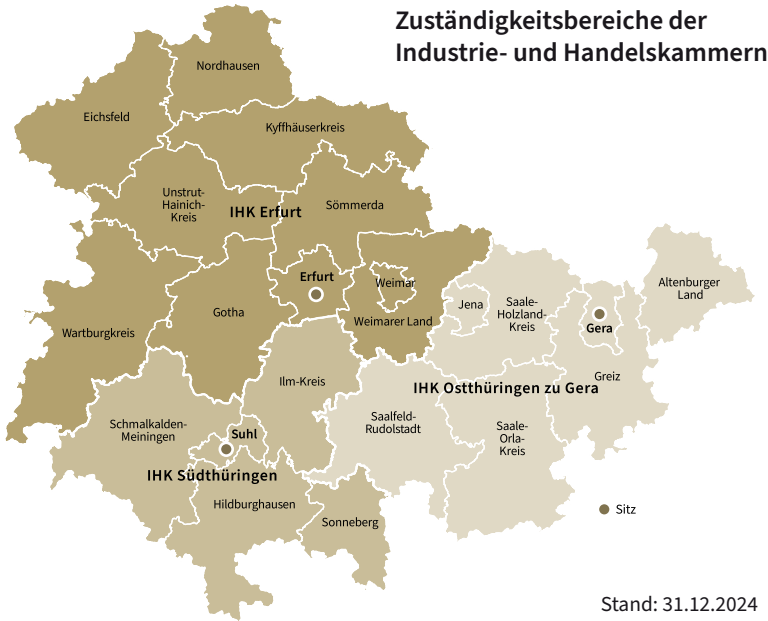 Zuständigkeitsbereiche der
Industrie- und Handelskammern
Nordhausen
Eichsfeld
Kyffhäuserkreis
Unstrut-
Hainich-
Kreis
IHK Erfurt
Sömmerda
Erfurt
Weimar
Gotha
Weimarer Land
Wartburgkreis
Jena
Saale-
Holzland-
Kreis
Gera
Altenburger
Land
Greiz
IHK Ostthüringen zu Gera
Ilm-Kreis
Saalfeld-
Rudolstadt
Saale-
Orla-
Kreis
Schmalkalden-
Meiningen
Suhl
IHK Südthüringen
Hildburghausen
Sonneberg
Sitz
Stand: 31.12.2024